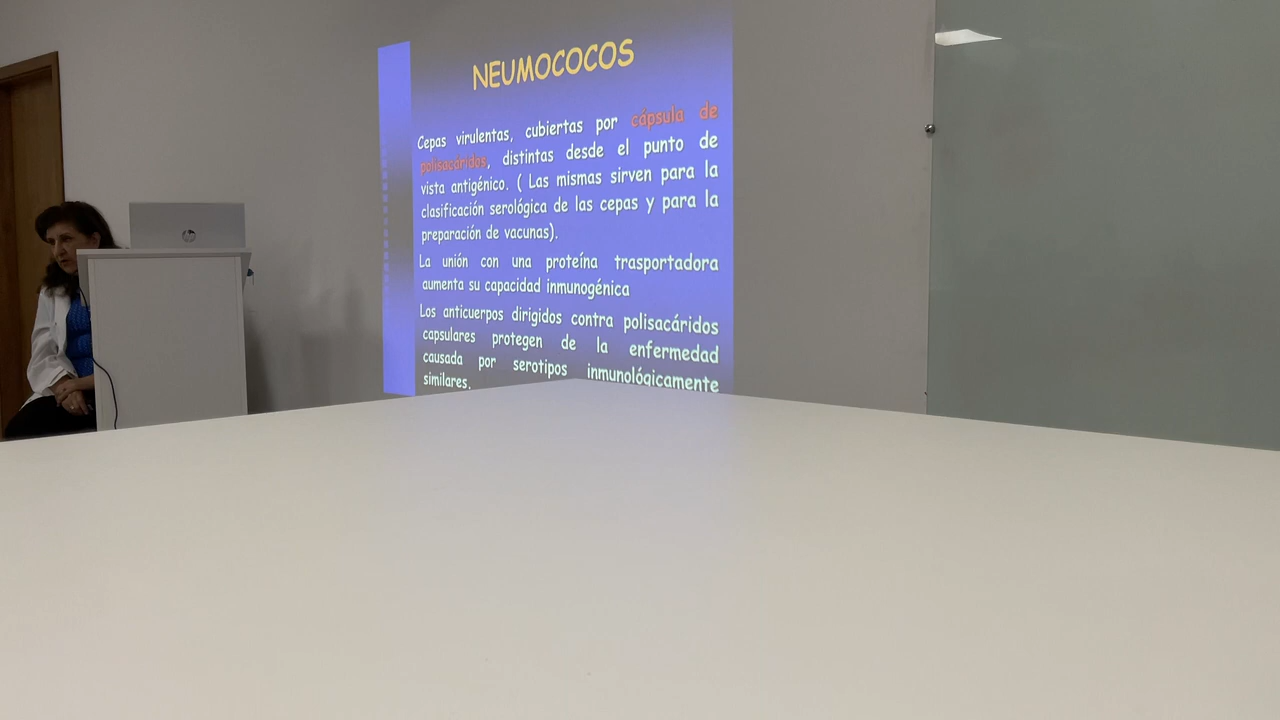 NEUMOCOCOS
Cepas virulentas, cubiertas por cápsula de
polisacáridos, distintas desde el punto de
vista antigénico. ( Las mismas sirven para la
clasificación serológica de las cepas y para la
preparación de vacunas).
La unión con una proteína trasportadora
aumenta su capacidad inmunogénica
Los anticuerpos dirigidos contra polisacáridos
capsulares protegen de la enfermedad
causada por serotipos inmunológicamente
similares.
hp